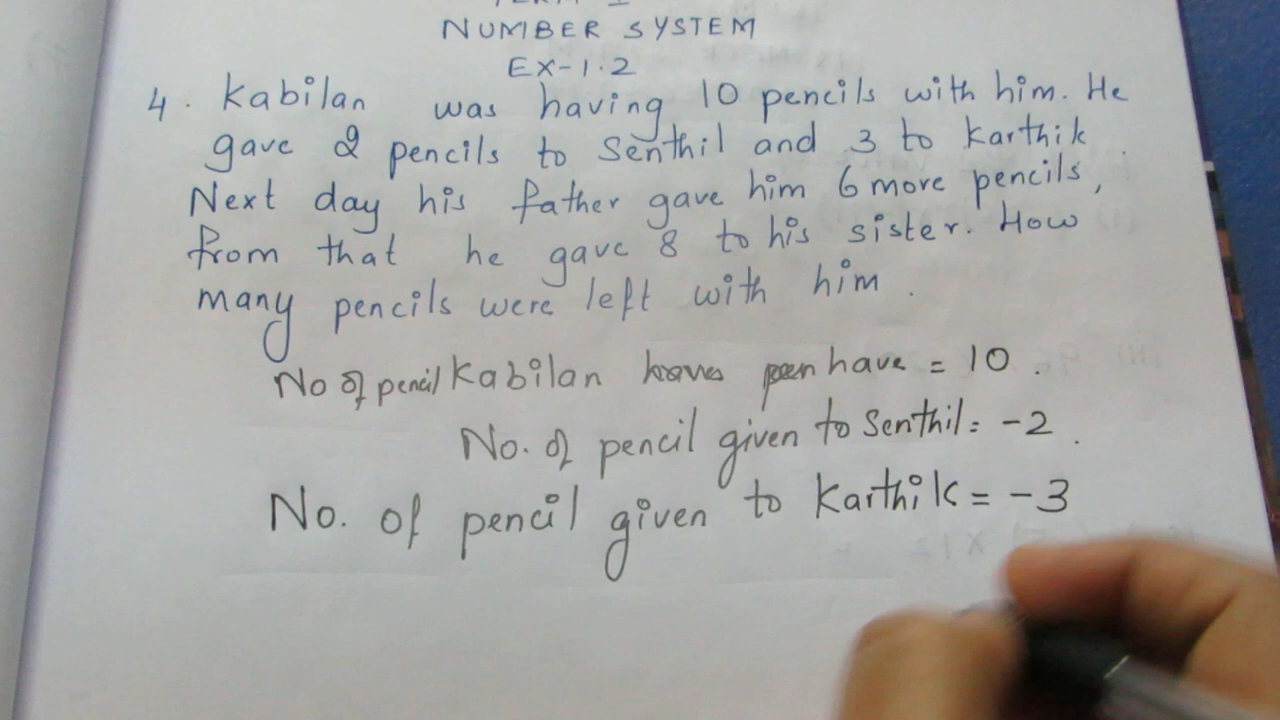 NUMBER SYSTEM
EX-1.2
4. Kabilan was having 10 pencils with him. He
gave 2 pencils to Senthil and 3 to Karthik.
Next day his father gave him 6 more pencils,
from that he gave 8 to his sister. How
many pencils were left with him.
No of pencil Kabilan have = 10.
No. of pencil given to Senthil = -2.
No. of pencil given to Karthik = -3